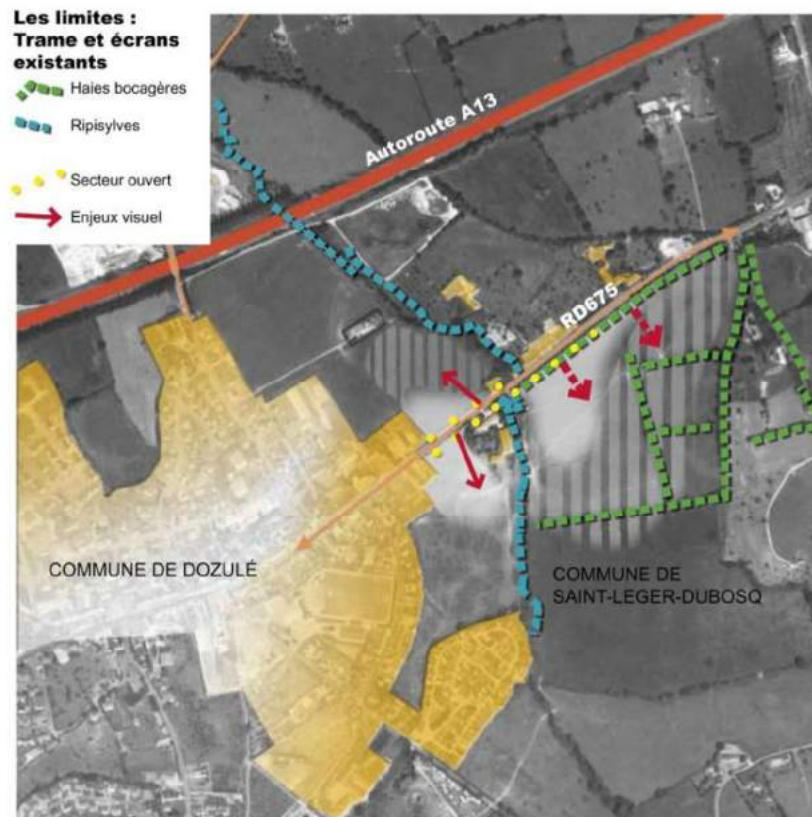 Les limites :
Trame et écrans
existants
Haies bocagères
Ripisylves
Secteur ouvert
Enjeux visuel
Autoroute A13
RD675
COMMUNE DE DOZULÉ
COMMUNE DE
SAINT-LEGER-DUBOSQ